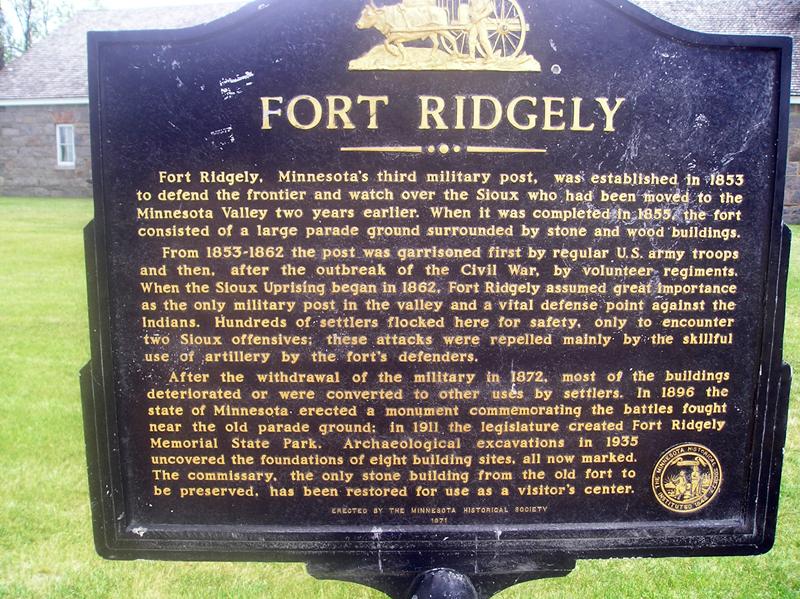 FORT RIDGELY
Fort Ridgely, Minnesota's third military post, was established in 1853
to defend the frontier and watch over the Sioux who had been moved to the
Minnesota Valley two years earlier. When it was completed in 1855, the fort
consisted of a large parade ground surrounded by stone and wood buildings.
From 1853-1862 the post was garrisoned first by regular U.S. army troops
and then, after the outbreak of the Civil War, by volunteer regiments.
When the Sioux Uprising began in 1862, Fort Ridgely assumed great importance
as the only military post in the valley and a vital defense point against the
Indians. Hundreds of settlers flocked here for safety, only to encounter
two Sioux offensives; these attacks were repelled mainly by the skillful
use of artillery by the fort's defenders.
After the withdrawal of the military in 1872, most of the buildings
deteriorated or were converted to other uses by settlers. In 1896 the
state of Minnesota erected a monument commemorating the battles fought
near the old parade ground; in 1911 the legislature created Fort Ridgely
Memorial State Park. Archaeological excavations in 1935
uncovered the foundations of eight building sites, all now marked.
The commissary, the only stone building from the old fort to
be preserved, has been restored for use as a visitor's center.
THE MINNESOTA HISTORICAL SOCIETY
INSTITUTED 1849
ERECTED BY THE MINNESOTA HISTORICAL SOCIETY
1971